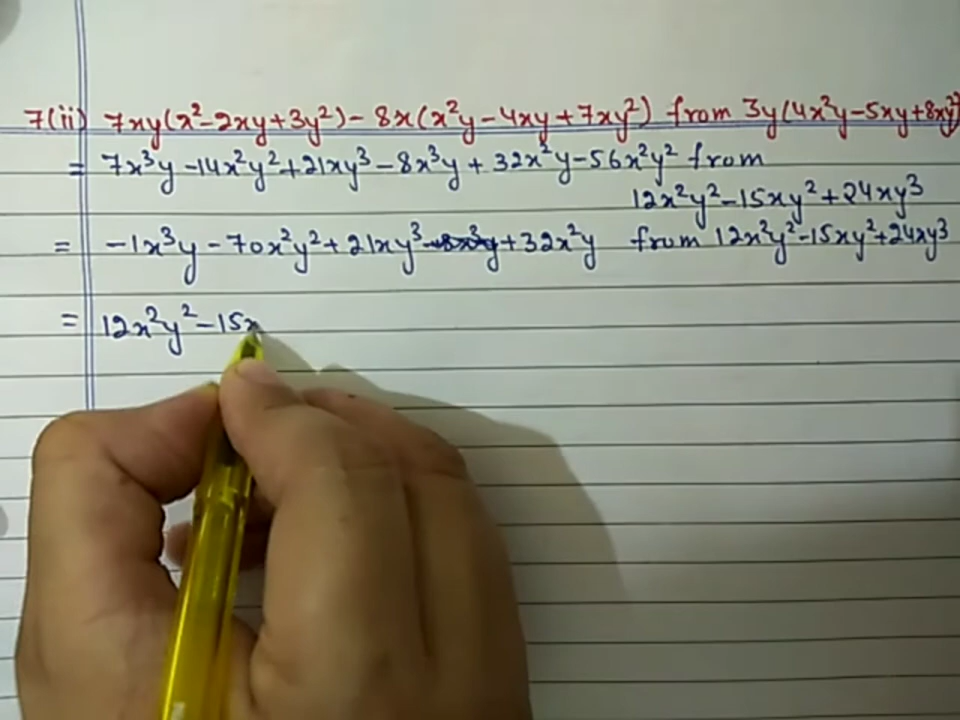 7(ii) 7xy(x²-2xy+3y²) - 8x(x²y-4xy+7xy²) from 3y(4x²y-5xy+8xy²)
= 7x³y -14x²y²+21xy³-8x³y+32x²y-56x²y² from
12x²y²-15xy²+24xy³
= -1x³y-70x²y²+21xy³ -8x³y +32x²y from 12x²y²-15xy²+24xy³
= 12x²y²-15x